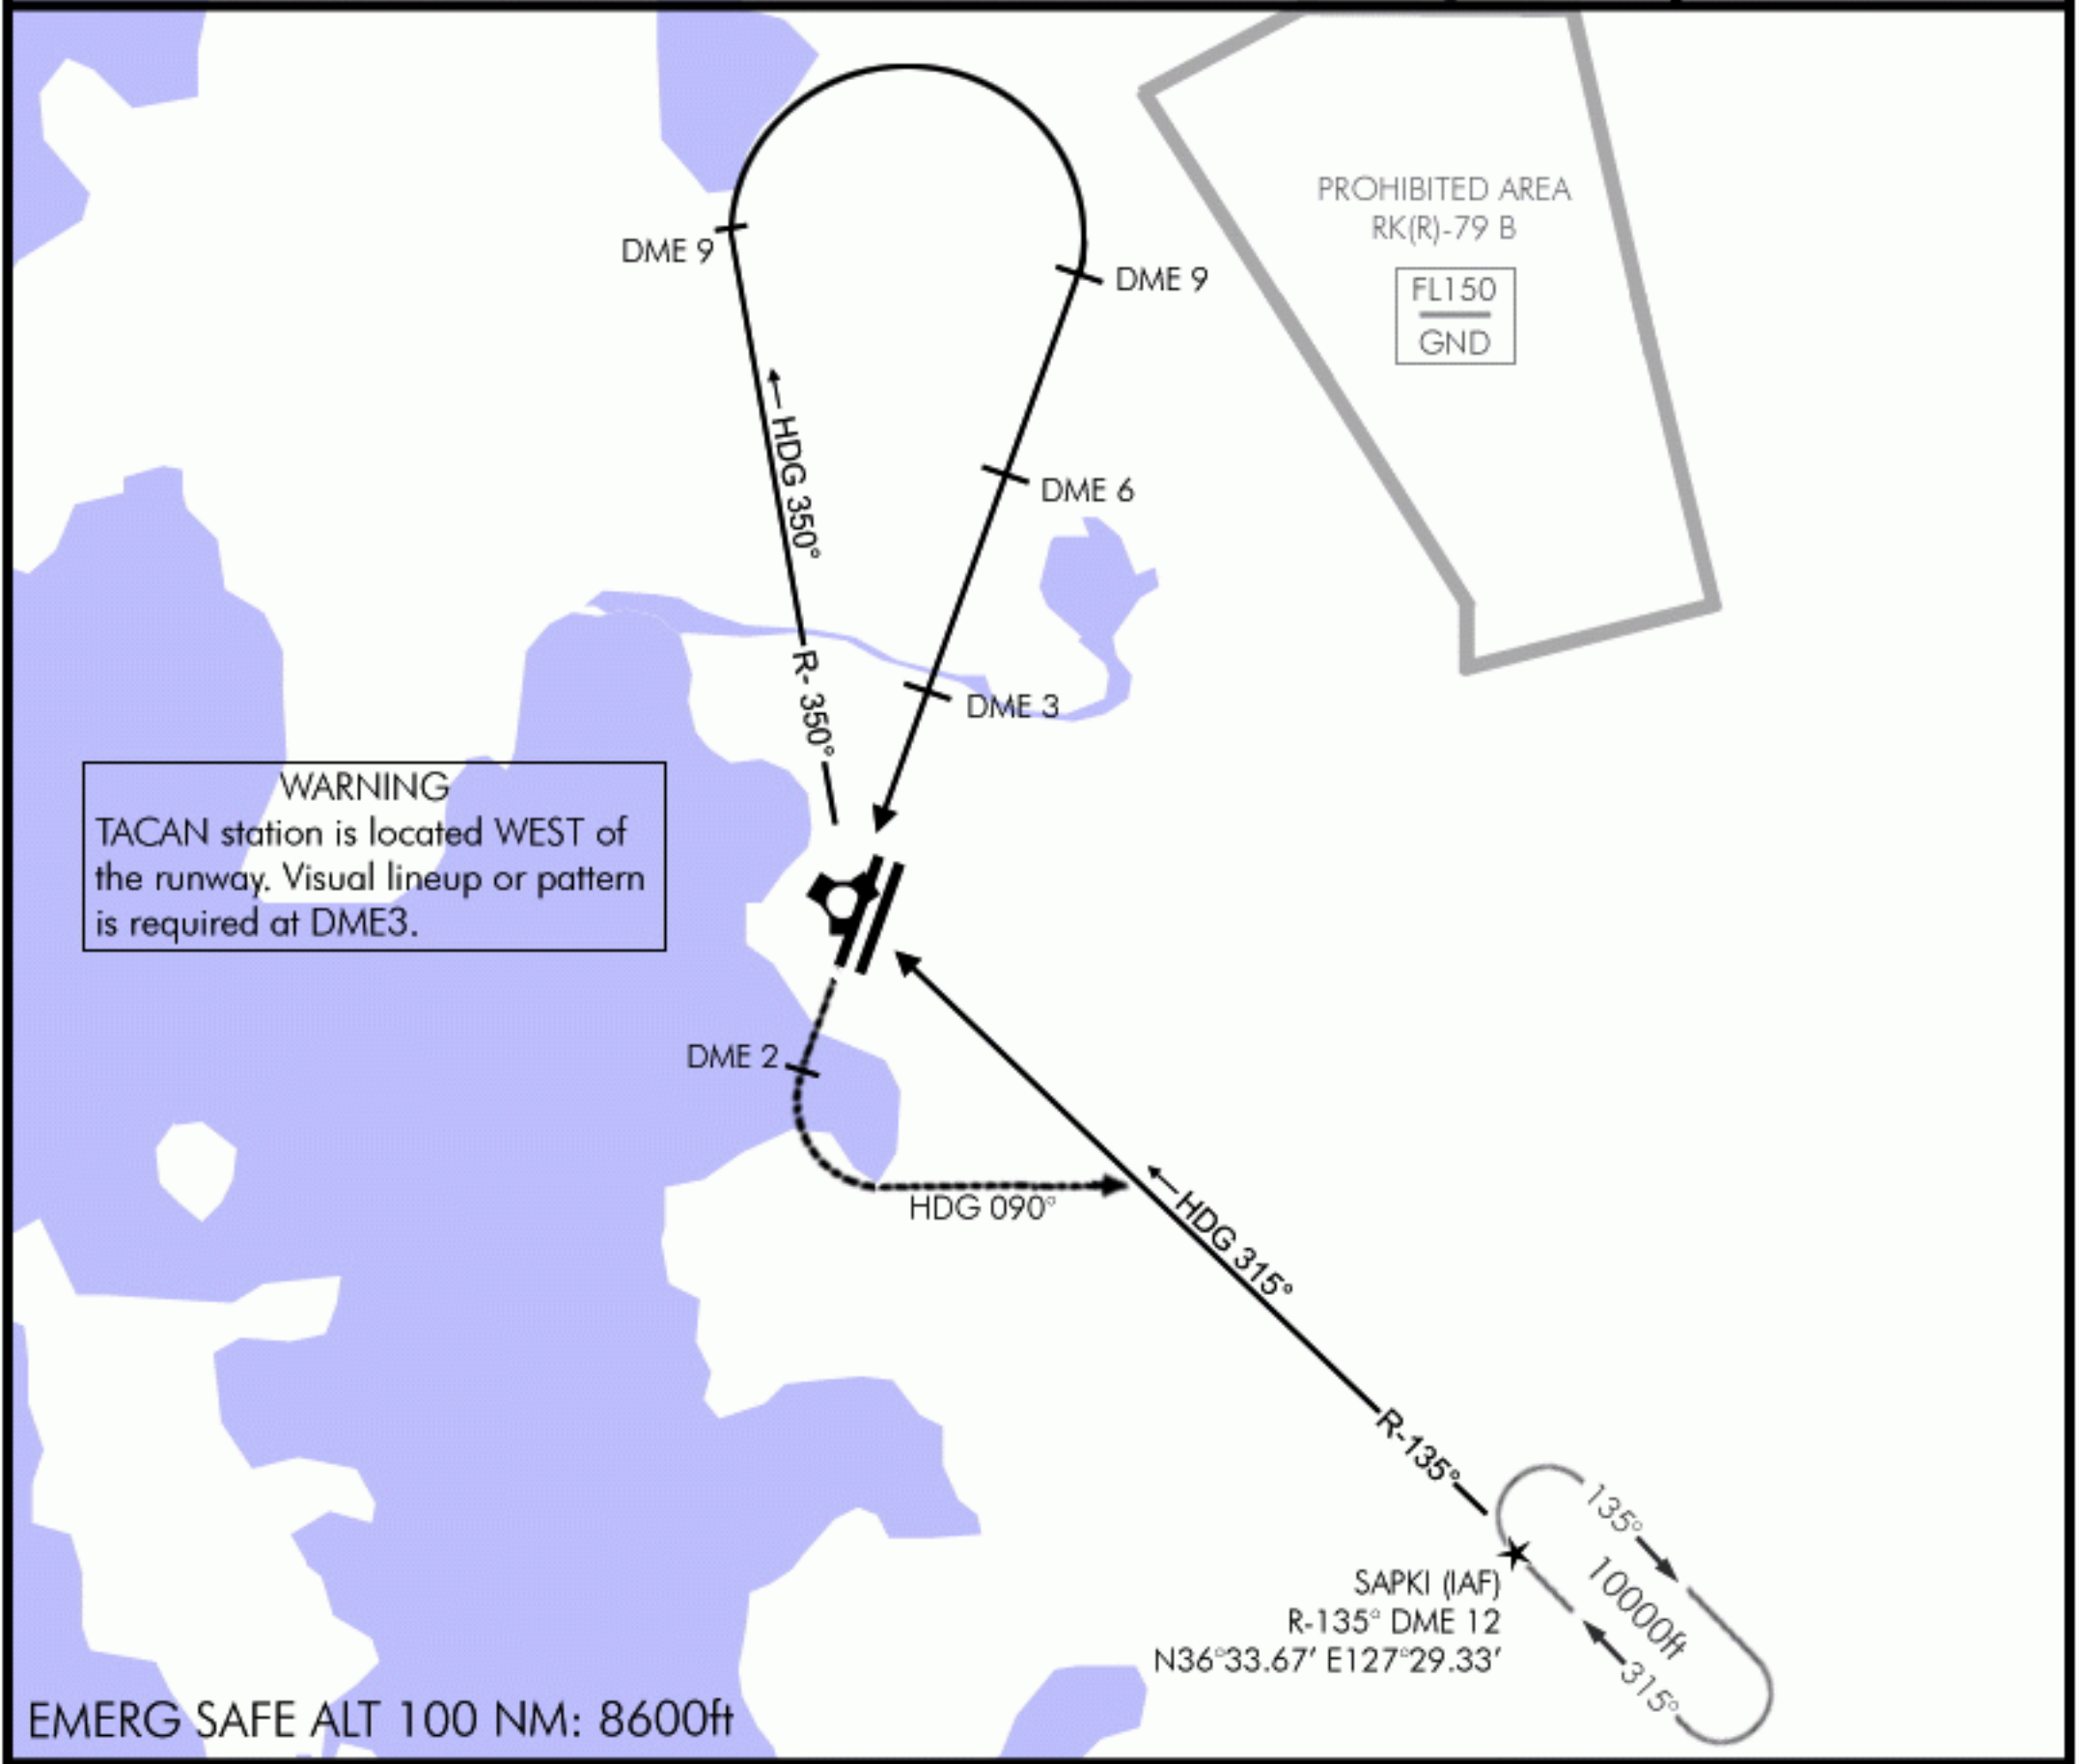 PROHIBITED AREA
RK(R)-79 B
FL150
GND
DME 9
DME 9
HDG 350°
DME 6
R- 350°
DME 3
WARNING
TACAN station is located WEST of
the runway. Visual lineup or pattern
is required at DME3.
DME 2
HDG 090°
HDG 315°
R-135°
135°
10000ft
315°
SAPKI (IAF)
R-135° DME 12
N36°33.67' E127°29.33'
EMERG SAFE ALT 100 NM: 8600ft